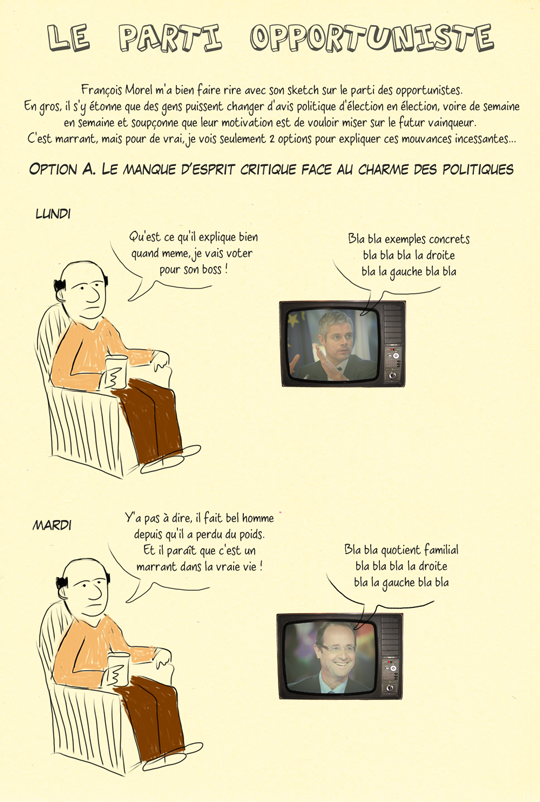 LE PARTI OPPORTUNISTE
François Morel m'a bien faire rire avec son sketch sur le parti des opportunistes.
En gros, il s'y étonne que des gens puissent changer d'avis politique d'élection en élection, voire de semaine
en semaine et soupçonne que leur motivation est de vouloir miser sur le futur vainqueur.
C'est marrant, mais pour de vrai, je vois seulement 2 options pour expliquer ces mouvances incessantes...
OPTION A. LE MANQUE D'ESPRIT CRITIQUE FACE AU CHARME DES POLITIQUES
LUNDI
Qu'est ce qu'il explique bien
quand meme, je vais voter
pour son boss !
Bla bla exemples concrets
bla bla bla la droite
bla la gauche bla bla
MARDI
Y'a pas à dire, il fait bel homme
depuis qu'il a perdu du poids.
Et il paraît que c'est un
marrant dans la vraie vie !
Bla bla quotient familial
bla bla bla la droite
bla la gauche bla bla